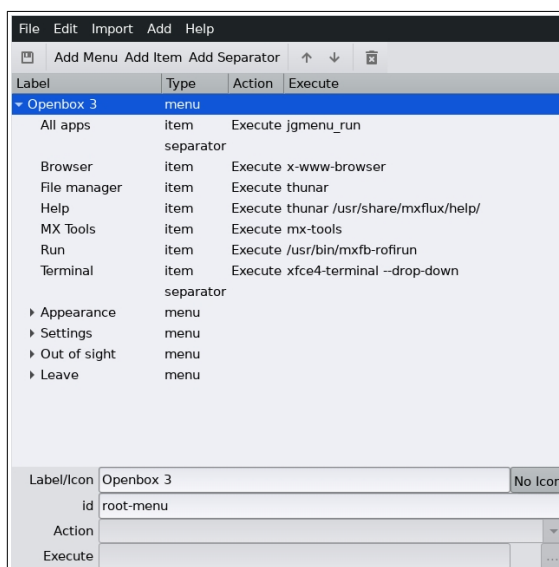 File Edit Import Add Help
Add Menu Add Item Add Separator
Label Type Action Execute
Openbox 3 menu
All apps item Execute jgmenu_run
separator
Browser item Execute x-www-browser
File manager item Execute thunar
Help item Execute thunar /usr/share/mxflux/help/
MX Tools item Execute mx-tools
Run item Execute /usr/bin/mxfb-rofirun
Terminal item Execute xfce4-terminal --drop-down
separator
Appearance menu
Settings menu
Out of sight menu
Leave menu
Label/Icon Openbox 3 No Icon
id root-menu
Action
Execute ...